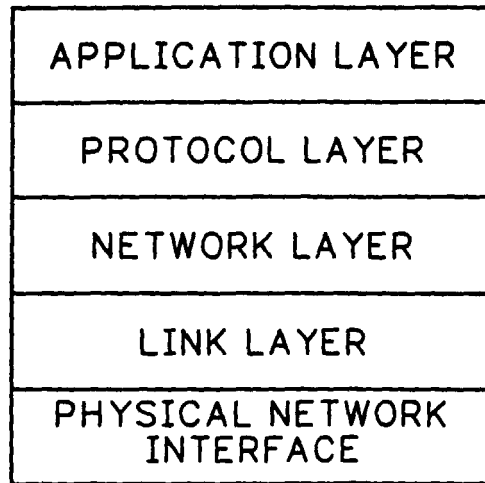 APPLICATION LAYER
PROTOCOL LAYER
NETWORK LAYER
LINK LAYER
PHYSICAL NETWORK
INTERFACE